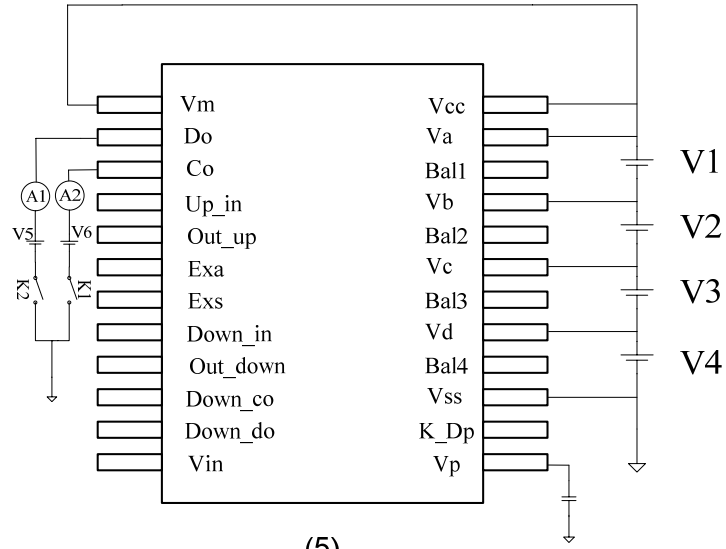 Vm Vcc
Do Va
V1
Co Bal1
A1 A2
Up_in Vb
V5 V6 V2
Out_up Bal2
Exa Vc
K2 K1 V3
Exs Bal3
Down_in Vd
V4
Out_down Bal4
Down_co Vss
Down_do K_Dp
Vin Vp
(5)